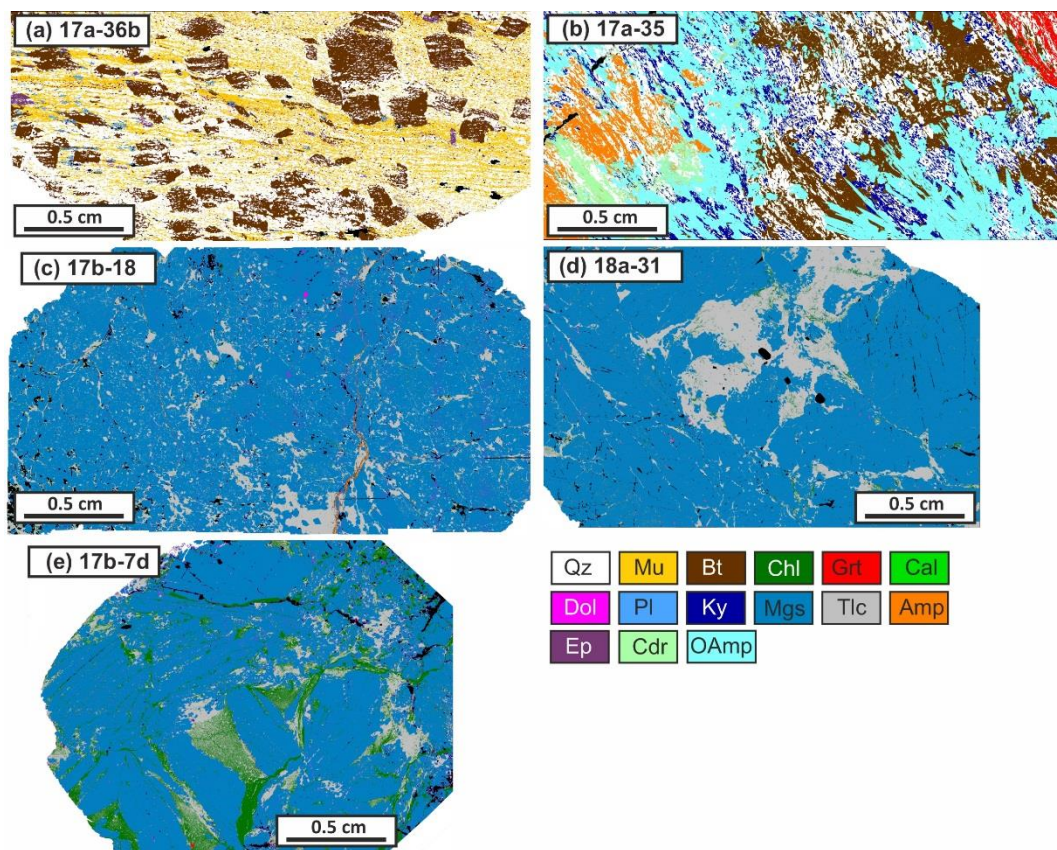 (a) 17a-36b
0.5 cm
(b) 17a-35
0.5 cm
(c) 17b-18
0.5 cm
(d) 18a-31
0.5 cm
(e) 17b-7d
0.5 cm
Qz Mu Bt Chl Grt Cal
Dol Pl Ky Mgs Tlc Amp
Ep Cdr OAmp